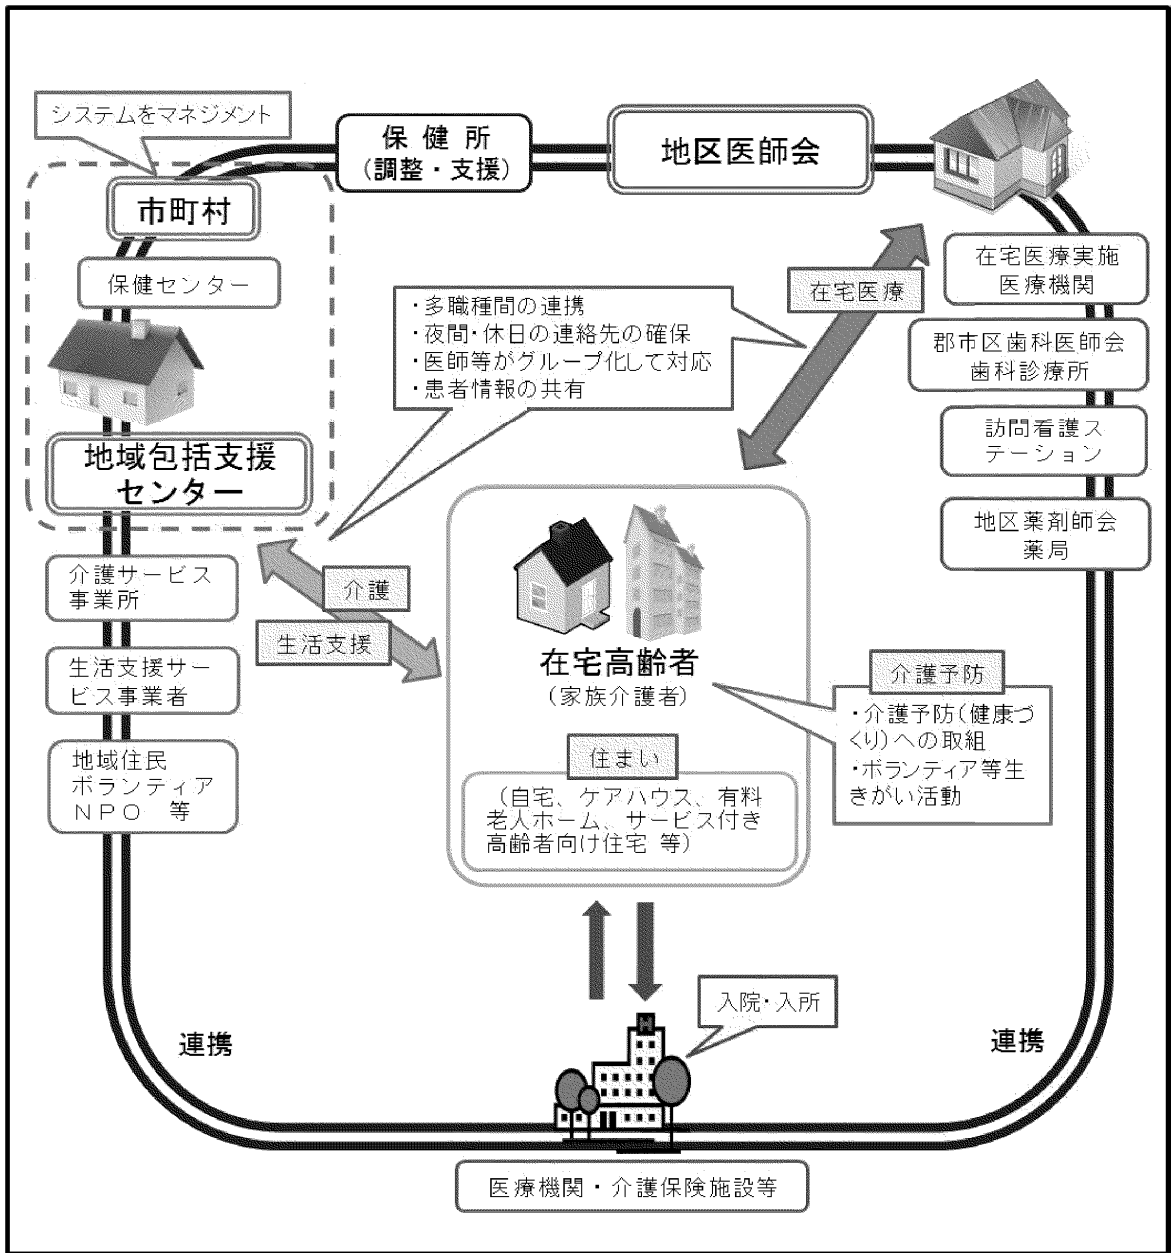 システムをマネジメント
保健所
(調整・支援)
地区医師会
市町村
保健センター
地域包括支援
センター
・多職種間の連携
・夜間・休日の連絡先の確保
・医師等がグループ化して対応
・患者情報の共有
在宅医療
在宅医療実施
医療機関
郡市区歯科医師会
歯科診療所
訪問看護ス
テーション
地区薬剤師会
薬局
介護サービス
事業所
生活支援サー
ビス事業者
地域住民
ボランティア
NPO 等
介護
生活支援
在宅高齢者
(家族介護者)
住まい
(自宅、ケアハウス、有料
老人ホーム、サービス付き
高齢者向け住宅 等)
介護予防
・介護予防(健康づ
くり)への取組
・ボランティア等生
きがい活動
入院・入所
H
連携
連携
医療機関・介護保険施設等